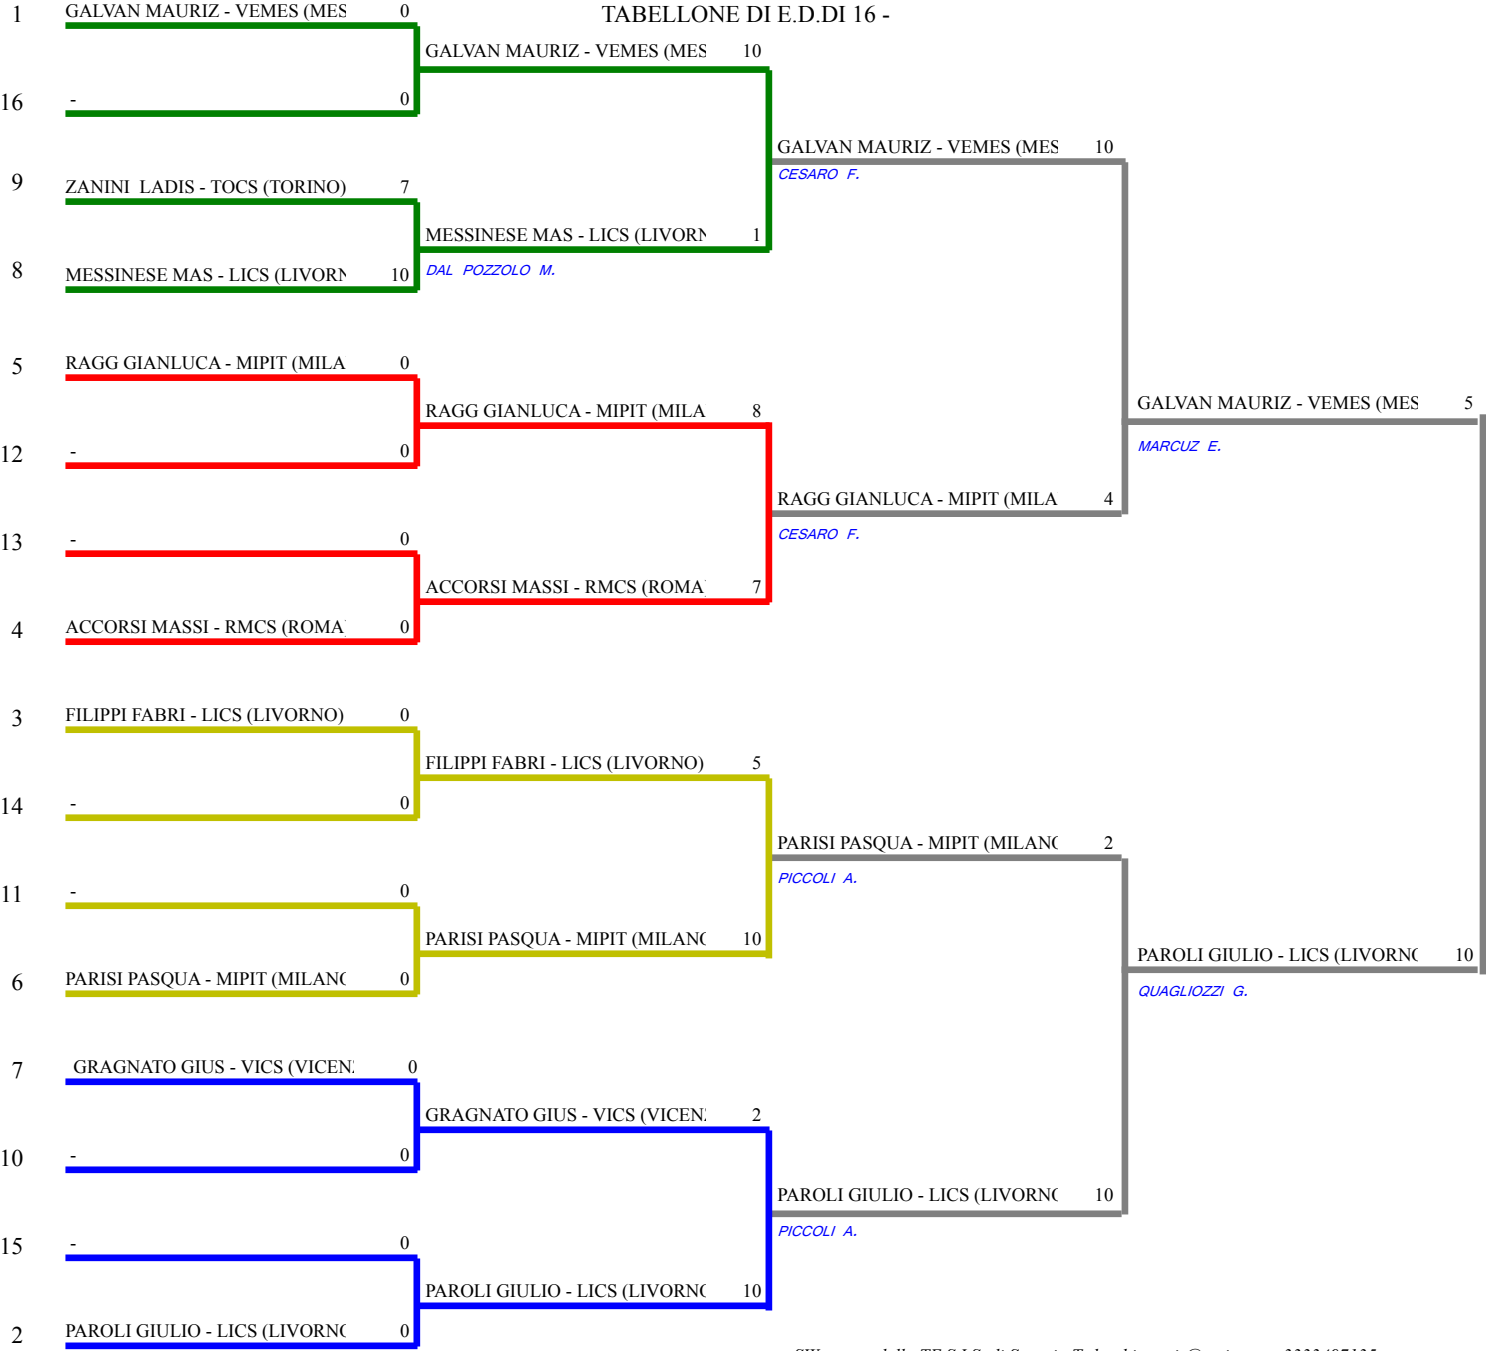 TABELLONE DI E.D.DI 16 -
1 GALVAN MAURIZ - VEMES (MES 0
GALVAN MAURIZ - VEMES (MES 10
16 - 0
GALVAN MAURIZ - VEMES (MES 10
CESARO F.
9 ZANINI LADIS - TOCS (TORINO) 7
MESSINESE MAS - LICS (LIVORN 1
DAL POZZOLO M.
8 MESSINESE MAS - LICS (LIVORN 10
5 RAGG GIANLUCA - MIPIT (MILA 0
RAGG GIANLUCA - MIPIT (MILA 8
GALVAN MAURIZ - VEMES (MES 5
MARCUZ E.
12 - 0
RAGG GIANLUCA - MIPIT (MILA 4
CESARO F.
13 - 0
ACCORSI MASSI - RMCS (ROMA 7
4 ACCORSI MASSI - RMCS (ROMA 0
3 FILIPPI FABRI - LICS (LIVORNO) 0
FILIPPI FABRI - LICS (LIVORNO) 5
14 - 0
PARISI PASQUA - MIPIT (MILANO 2
PICCOLI A.
11 - 0
PARISI PASQUA - MIPIT (MILANO 10
PAROLI GIULIO - LICS (LIVORNO 10
QUAGLIOZZI G.
6 PARISI PASQUA - MIPIT (MILANO 0
7 GRAGNATO GIUS - VICS (VICEN 0
GRAGNATO GIUS - VICS (VICEN 2
10 - 0
PAROLI GIULIO - LICS (LIVORNO 10
PICCOLI A.
15 - 0
PAROLI GIULIO - LICS (LIVORNO 10
2 PAROLI GIULIO - LICS (LIVORNO 0